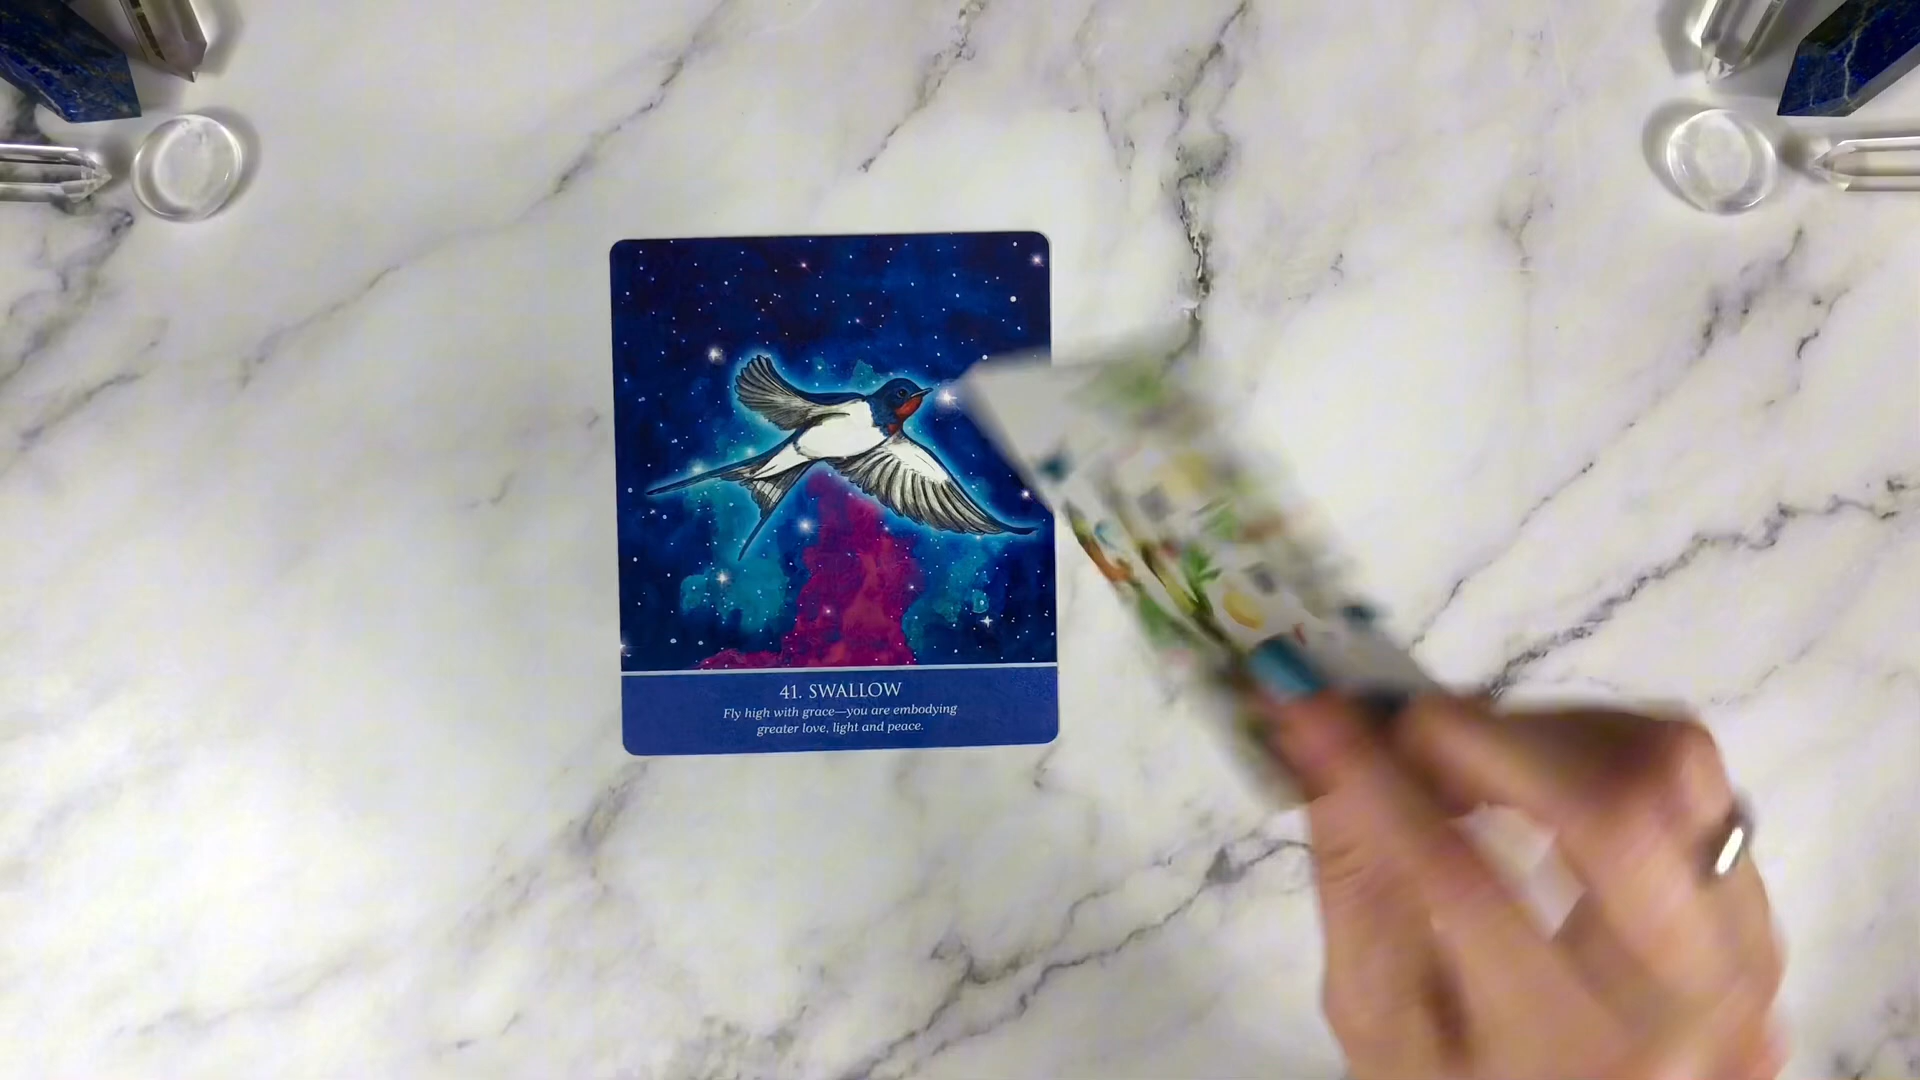 41. SWALLOW
Fly high with grace—you are embodying
greater love, light and peace.